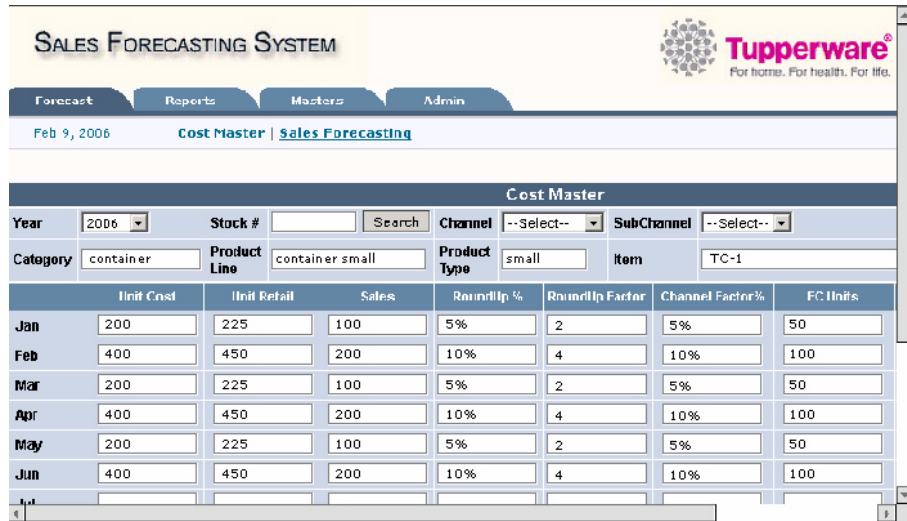 SALES FORECASTING SYSTEM
Tupperware®
For home. For health. For life.
Forecast Reports Masters Admin
Feb 9, 2006 Cost Master | Sales Forecasting
Cost Master
Year 2006 Stock # Search Channel --Select-- SubChannel --Select--
Category container Product Line container small Product Type small Item TC-1
Unit Cost Unit Retail Sales RoundUp % RoundUp Factor Channel Factor% FC Units
Jan 200 225 100 5% 2 5% 50
Feb 400 450 200 10% 4 10% 100
Mar 200 225 100 5% 2 5% 50
Apr 400 450 200 10% 4 10% 100
May 200 225 100 5% 2 5% 50
Jun 400 450 200 10% 4 10% 100